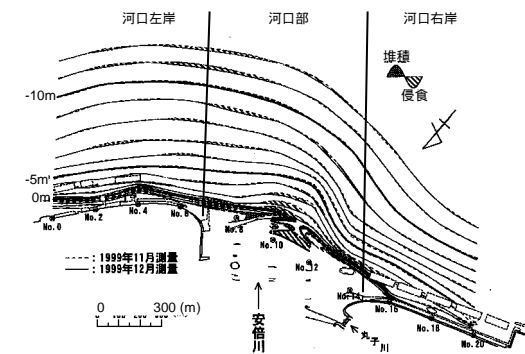 河口左岸 河口部 河口右岸
堆積
侵食
-10m
-5m
0m
No.0
No.2
No.4
No.6
No.8
No.10
No.12
No.14
No.16
No.18
No.20
-----: 1999年11月測量
———: 1999年12月測量
0 300 (m)
安倍川
丸子川